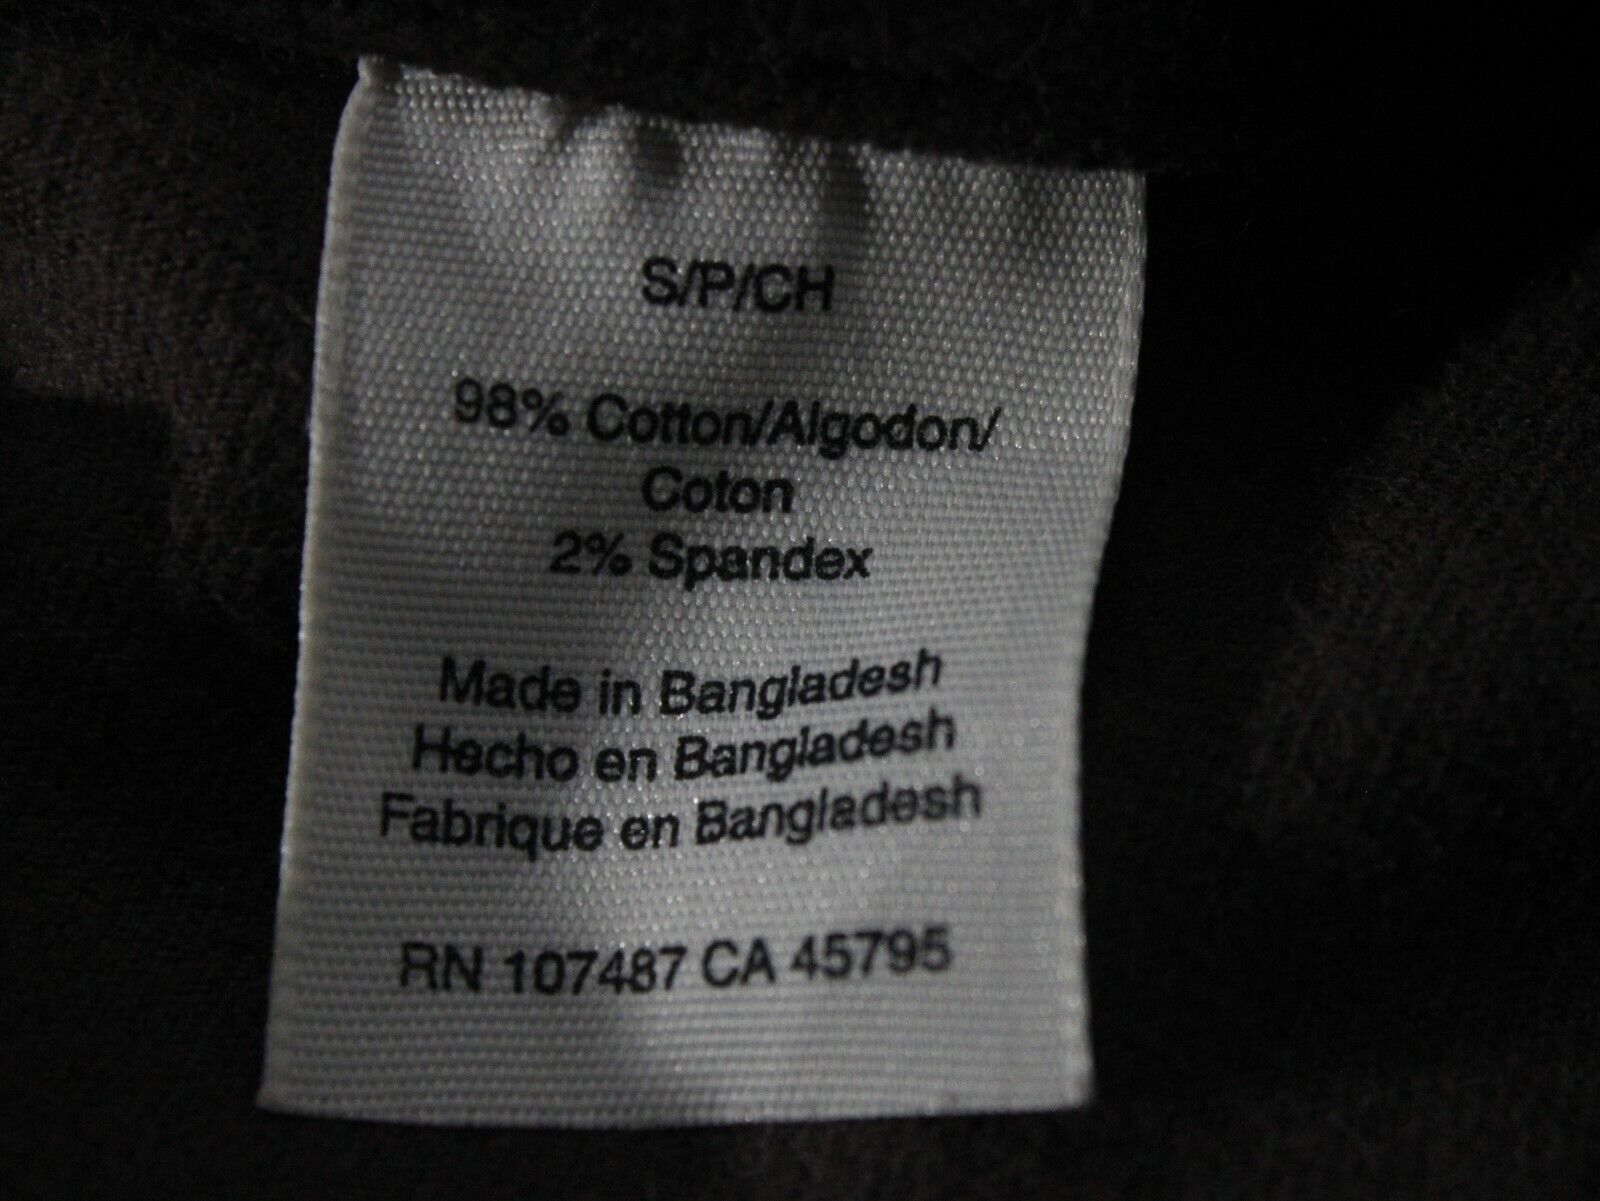 S/P/CH
98% Cotton/Algodon/
Coton
2% Spandex
Made in Bangladesh
Hecho en Bangladesh
Fabrique en Bangladesh
RN 107487 CA 45795